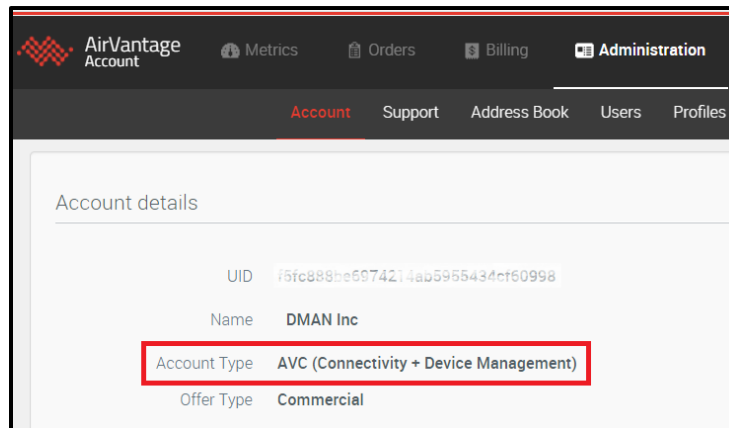 AirVantage
Account
Metrics
Orders
Billing
Administration
Account
Support
Address Book
Users
Profiles
Account details
UID
Name DMAN Inc
Account Type AVC (Connectivity + Device Management)
Offer Type Commercial